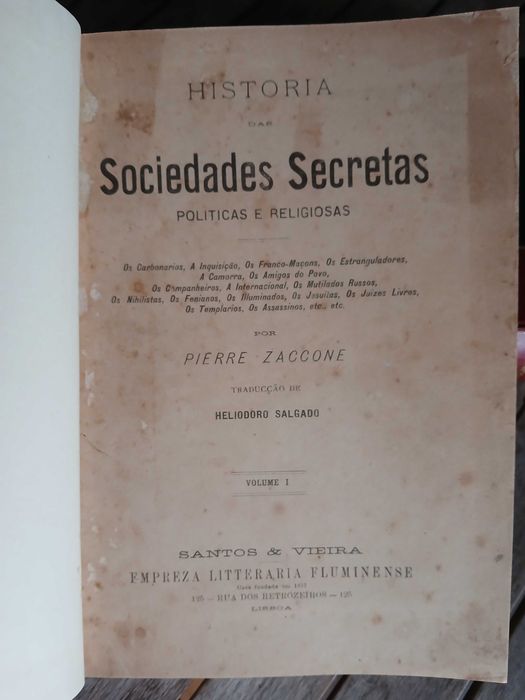 HISTORIA
DAS
Sociedades Secretas
POLITICAS E RELIGIOSAS
Os Carbonarios, A Inquisição, Os Franco-Maçons, Os Estranguladores,
A Camorra, Os Amigos do Povo,
Os Companheiros, A Internacional, Os Mutilados Russos,
Os Nihilistas, Os Fenianos, Os Illuminados, Os Jesuitas, Os Juizes Livres,
Os Templarios, Os Assassinos, etc., etc.
POR
PIERRE ZACCONE
TRADUCÇÃO DE
HELIODORO SALGADO
VOLUME I
SANTOS & VIEIRA
EMPREZA LITTERARIA FLUMINENSE
Casa fundada em
125 — RUA DOS RETROZEIROS — 125
LISBOA